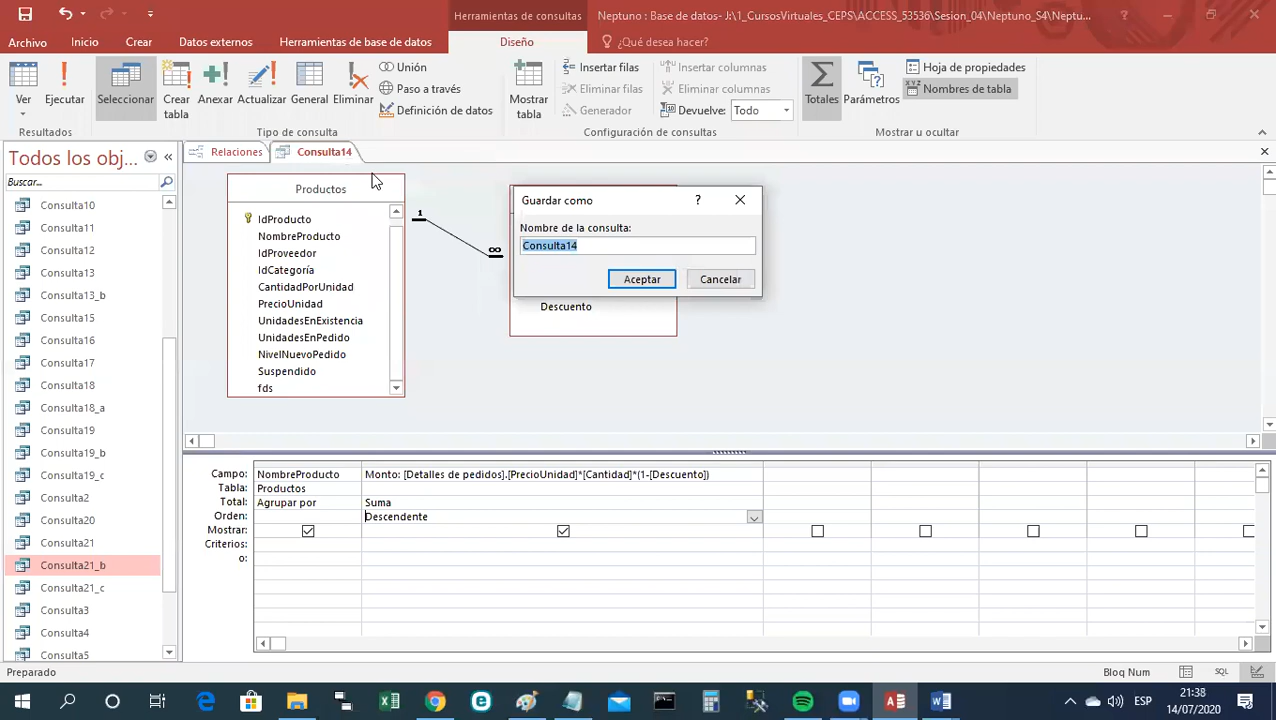 Herramientas de consultas
Neptuno : Base de datos- J:\1_CursosVirtuales_CEPS\ACCESS_53536\Sesion_04\Neptuno_S4\Neptu...
?
Archivo
Inicio
Crear
Datos externos
Herramientas de base de datos
Diseño
¿Qué desea hacer?
Ver
Ejecutar
Seleccionar
Crear tabla
Anexar
Actualizar
General
Eliminar
Unión
Paso a través
Definición de datos
Mostrar tabla
Insertar filas
Eliminar filas
Generador
Insertar columnas
Eliminar columnas
Devuelve: Todo
Totales
Parámetros
Hoja de propiedades
XYZ Nombres de tabla
Resultados
Tipo de consulta
Configuración de consultas
Mostrar u ocultar
Todos los obj...
Buscar...
Consulta10
Consulta11
Consulta12
Consulta13
Consulta13_b
Consulta15
Consulta16
Consulta17
Consulta18
Consulta18_a
Consulta19
Consulta19_b
Consulta19_c
Consulta2
Consulta20
Consulta21
Consulta21_b
Consulta21_c
Consulta3
Consulta4
Consulta5
Relaciones
Consulta14
Productos
IdProducto
NombreProducto
IdProveedor
IdCategoría
CantidadPorUnidad
PrecioUnidad
UnidadesEnExistencia
UnidadesEnPedido
NivelNuevoPedido
Suspendido
fds
1
∞
Descuento
Guardar como
?
Nombre de la consulta:
Consulta14
Aceptar
Cancelar
Campo: NombreProducto Monto: [Detalles de pedidos].[PrecioUnidad]*[Cantidad]*(1-[Descuento])
Tabla: Productos
Total: Agrupar por Suma
Orden: Descendente
Mostrar:
Criterios:
o:
Preparado
Bloq Num
SQL
ESP
21:38
14/07/2020